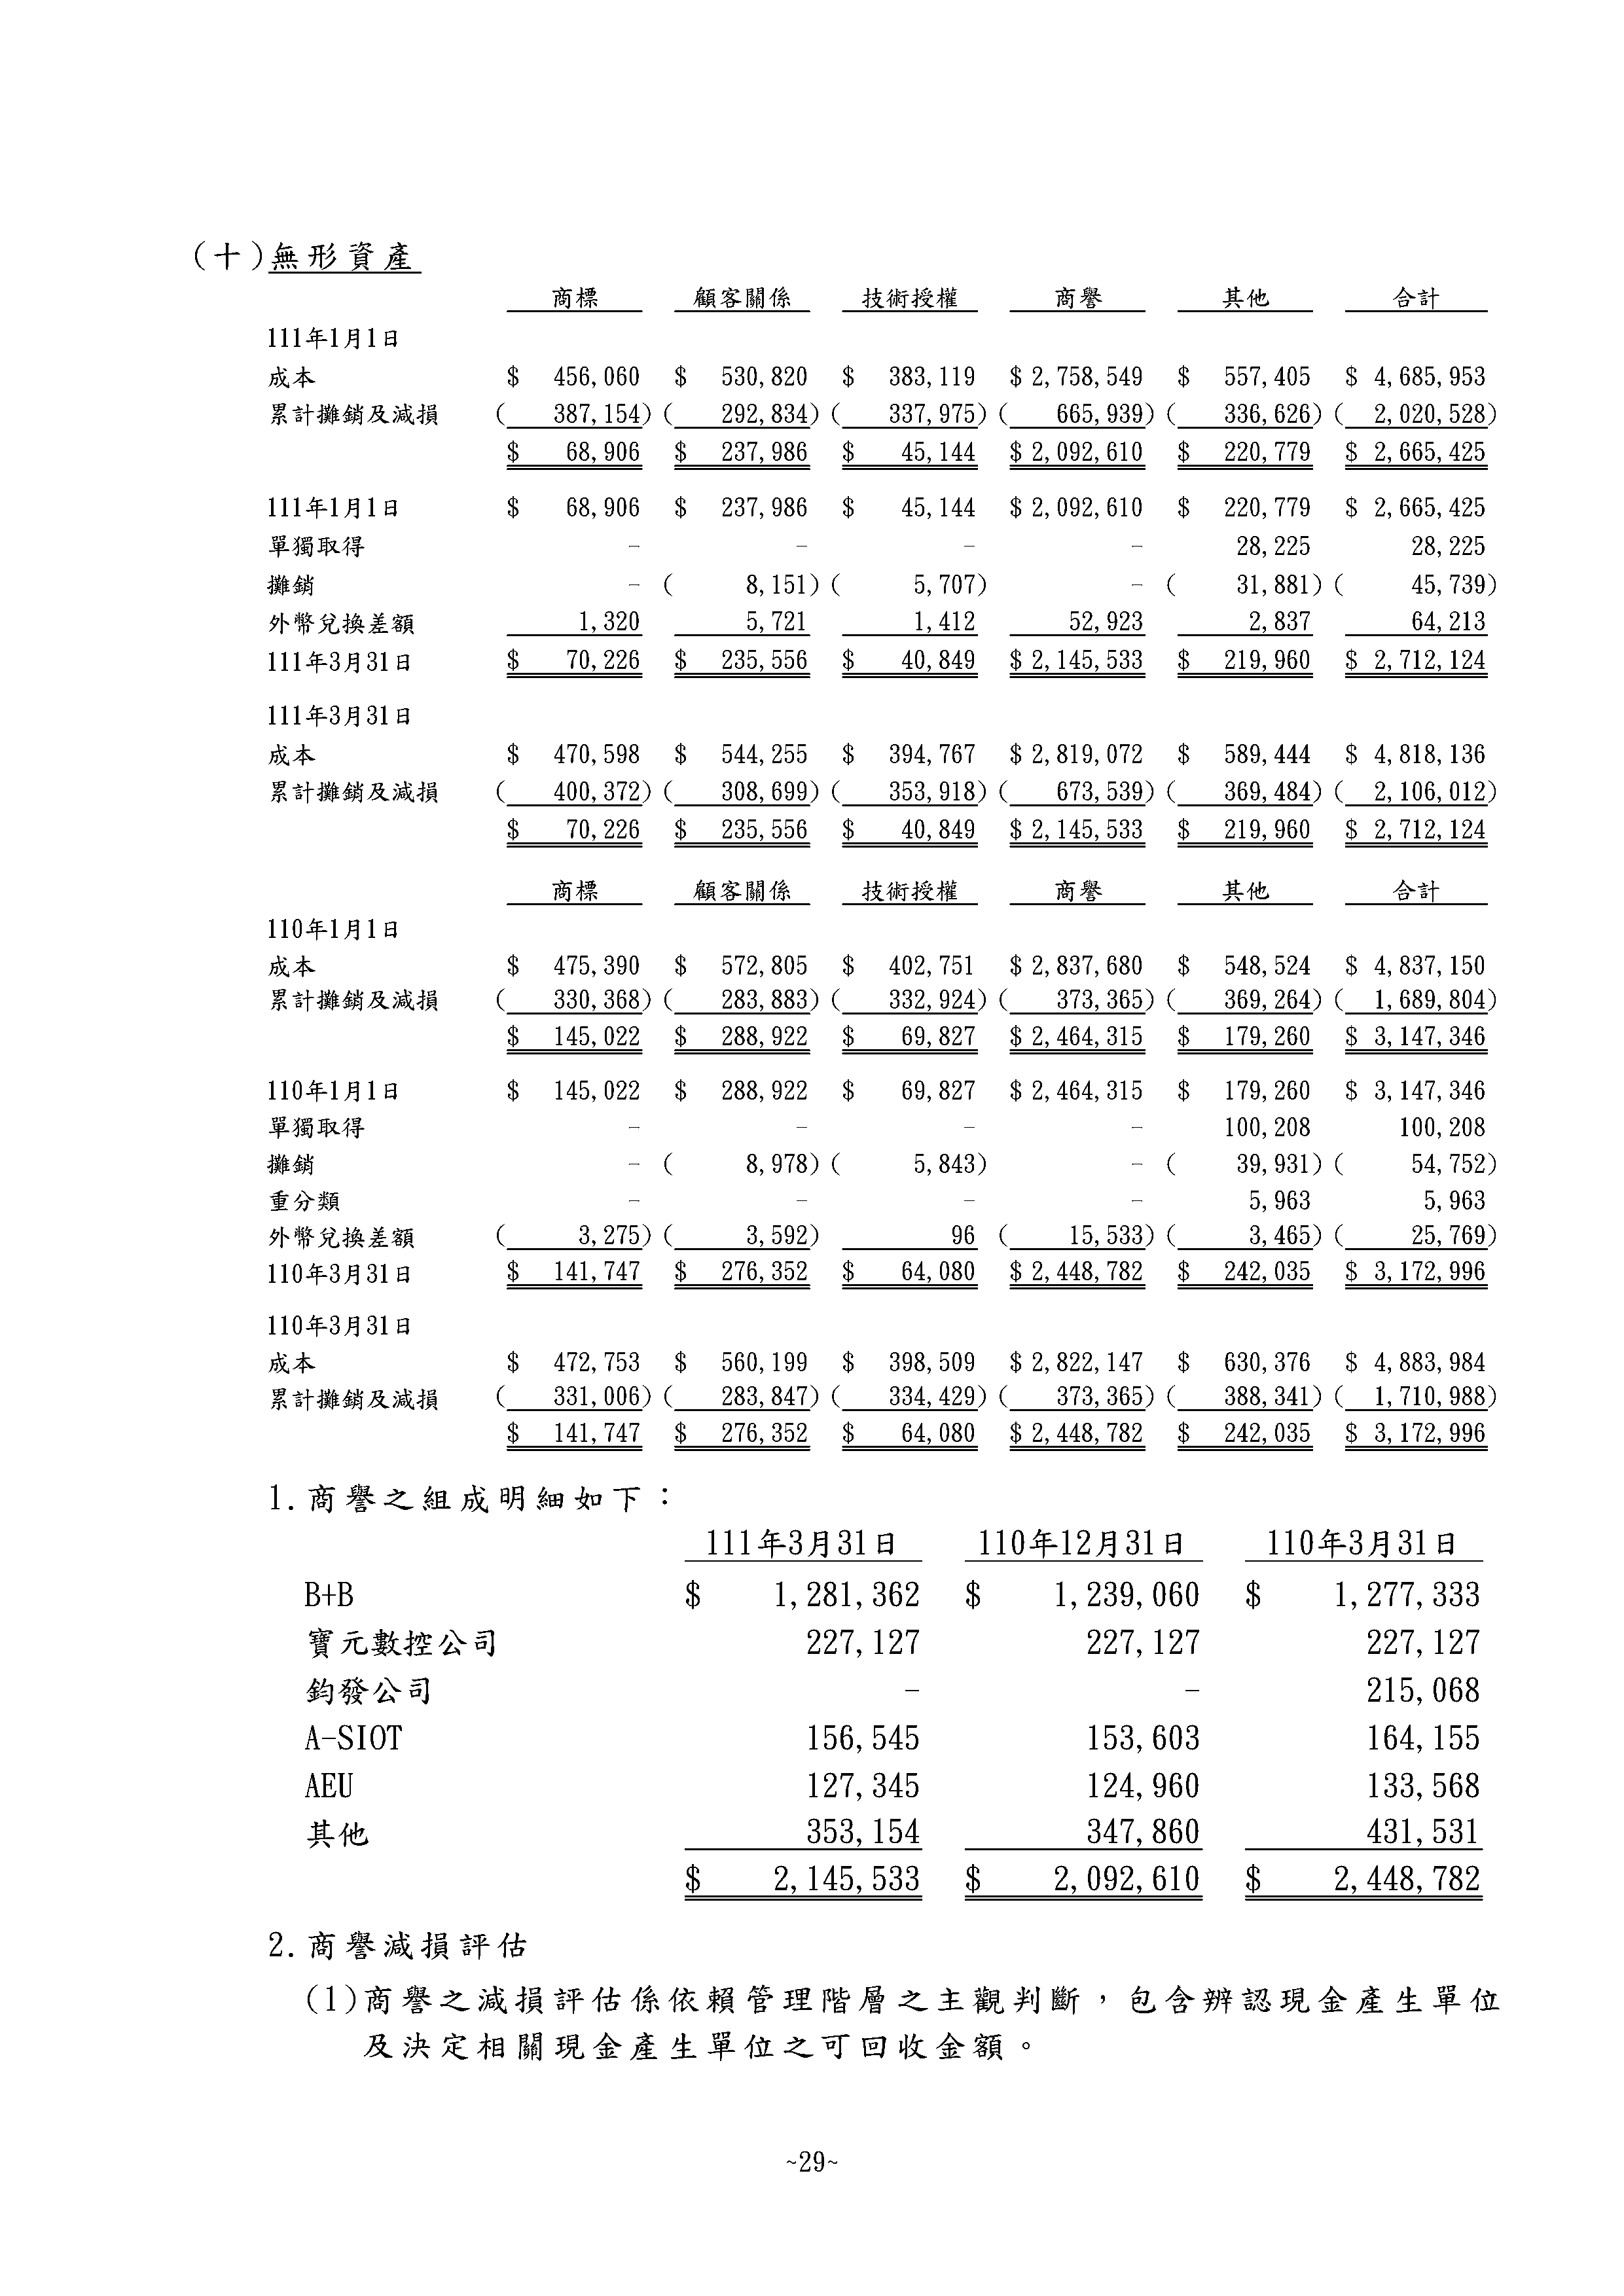 (十)無形資產
商標 顧客關係 技術授權 商譽 其他 合計
111年1月1日
成本 $ 456,060 $ 530,820 $ 383,119 $ 2,758,549 $ 557,405 $ 4,685,953
累計攤銷及減損 ( 387,154) ( 292,834) ( 337,975) ( 665,939) ( 336,626) ( 2,020,528)
$ 68,906 $ 237,986 $ 45,144 $ 2,092,610 $ 220,779 $ 2,665,425
111年1月1日 $ 68,906 $ 237,986 $ 45,144 $ 2,092,610 $ 220,779 $ 2,665,425
單獨取得 - - - - 28,225 28,225
攤銷 - ( 8,151) ( 5,707) - ( 31,881) ( 45,739)
外幣兌換差額 1,320 5,721 1,412 52,923 2,837 64,213
111年3月31日 $ 70,226 $ 235,556 $ 40,849 $ 2,145,533 $ 219,960 $ 2,712,124
111年3月31日
成本 $ 470,598 $ 544,255 $ 394,767 $ 2,819,072 $ 589,444 $ 4,818,136
累計攤銷及減損 ( 400,372) ( 308,699) ( 353,918) ( 673,539) ( 369,484) ( 2,106,012)
$ 70,226 $ 235,556 $ 40,849 $ 2,145,533 $ 219,960 $ 2,712,124
商標 顧客關係 技術授權 商譽 其他 合計
110年1月1日
成本 $ 475,390 $ 572,805 $ 402,751 $ 2,837,680 $ 548,524 $ 4,837,150
累計攤銷及減損 ( 330,368) ( 283,883) ( 332,924) ( 373,365) ( 369,264) ( 1,689,804)
$ 145,022 $ 288,922 $ 69,827 $ 2,464,315 $ 179,260 $ 3,147,346
110年1月1日 $ 145,022 $ 288,922 $ 69,827 $ 2,464,315 $ 179,260 $ 3,147,346
單獨取得 - - - - 100,208 100,208
攤銷 - ( 8,978) ( 5,843) - ( 39,931) ( 54,752)
重分類 - - - - 5,963 5,963
外幣兌換差額 ( 3,275) ( 3,592) 96 ( 15,533) ( 3,465) ( 25,769)
110年3月31日 $ 141,747 $ 276,352 $ 64,080 $ 2,448,782 $ 242,035 $ 3,172,996
110年3月31日
成本 $ 472,753 $ 560,199 $ 398,509 $ 2,822,147 $ 630,376 $ 4,883,984
累計攤銷及減損 ( 331,006) ( 283,847) ( 334,429) ( 373,365) ( 388,341) ( 1,710,988)
$ 141,747 $ 276,352 $ 64,080 $ 2,448,782 $ 242,035 $ 3,172,996
1.商譽之組成明細如下：
111年3月31日 110年12月31日 110年3月31日
B+B $ 1,281,362 $ 1,239,060 $ 1,277,333
寶元數控公司 227,127 227,127 227,127
鈞發公司 - - 215,068
A-SIOT 156,545 153,603 164,155
AEU 127,345 124,960 133,568
其他 353,154 347,860 431,531
$ 2,145,533 $ 2,092,610 $ 2,448,782
2.商譽減損評估
(1)商譽之減損評估係依賴管理階層之主觀判斷，包含辨認現金產生單位
及決定相關現金產生單位之可回收金額。
~29~